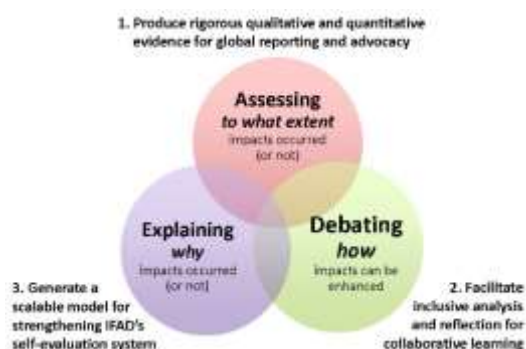 1. Produce rigorous qualitative and quantitative
evidence for global reporting and advocacy
Assessing
to what extent
impacts occurred
(or not)
Explaining
why
impacts occurred
(or not)
Debating
how
impacts can be
enhanced
3. Generate a
scalable model for
strengthening IFAD's
self-evaluation system
2. Facilitate
inclusive analysis
and reflection for
collaborative learning